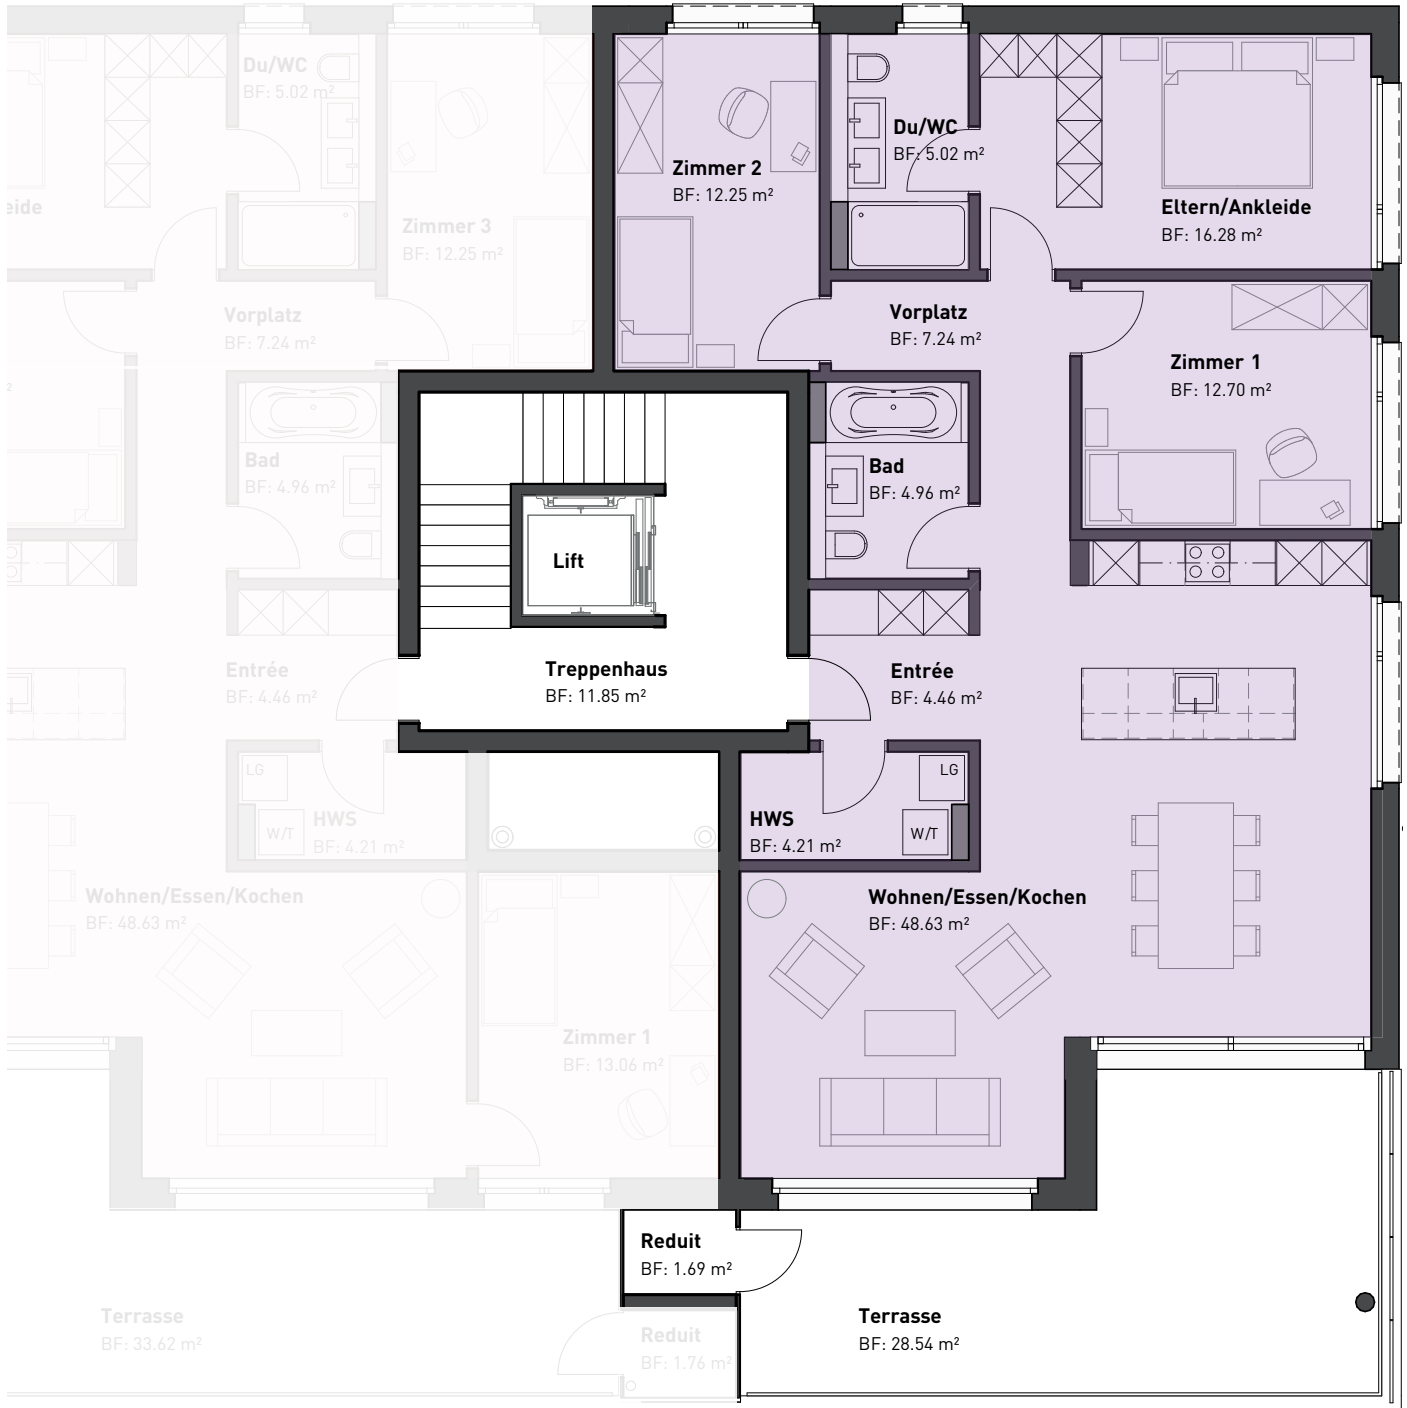 Du/WC
BF: 5.02 m²
eide
Zimmer 3
BF: 12.25 m²
Vorplatz
BF: 7.24 m²
²
Bad
BF: 4.96 m²
Entrée
BF: 4.46 m²
LG
W/T
HWS
BF: 4.21 m²
Wohnen/Essen/Kochen
BF: 48.63 m²
Zimmer 1
BF: 13.06 m²
Terrasse
BF: 33.62 m²
Reduit
BF: 1.76 m²
Lift
Treppenhaus
BF: 11.85 m²
Zimmer 2
BF: 12.25 m²
Du/WC
BF: 5.02 m²
Eltern/Ankleide
BF: 16.28 m²
Vorplatz
BF: 7.24 m²
Zimmer 1
BF: 12.70 m²
Bad
BF: 4.96 m²
Entrée
BF: 4.46 m²
LG
W/T
HWS
BF: 4.21 m²
Wohnen/Essen/Kochen
BF: 48.63 m²
Reduit
BF: 1.69 m²
Terrasse
BF: 28.54 m²